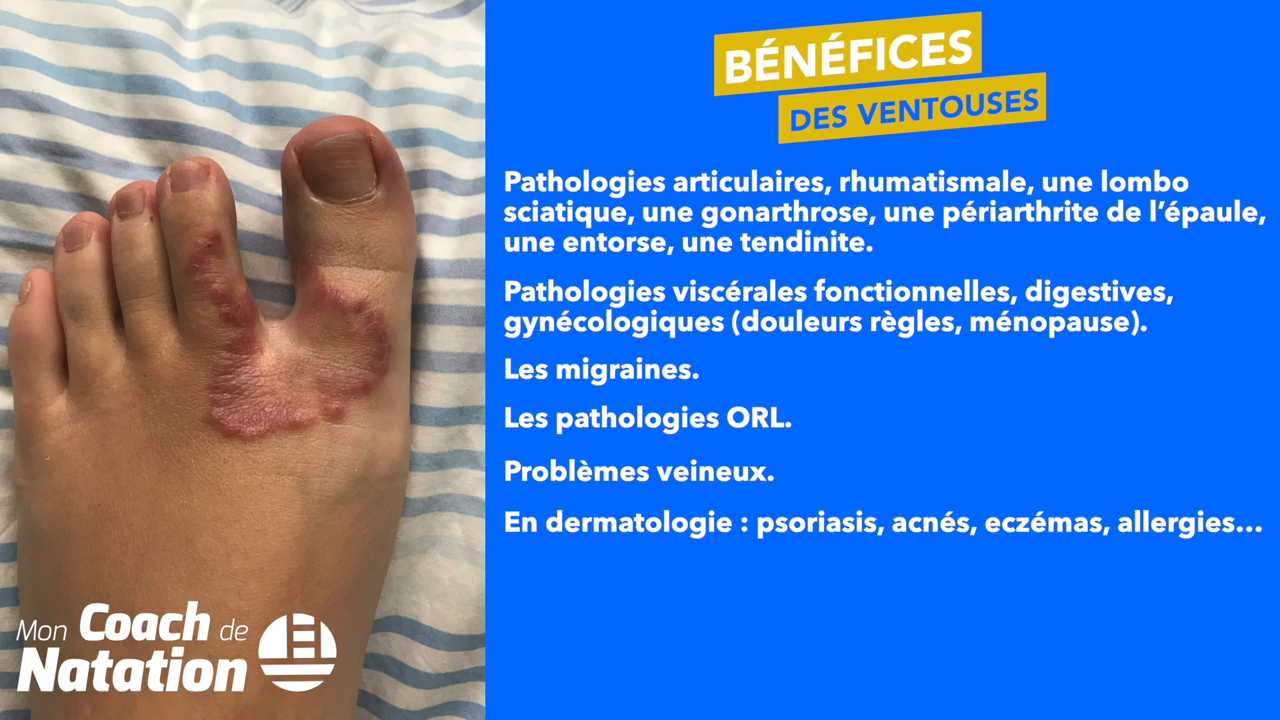 BÉNÉFICES
DES VENTOUSES
Pathologies articulaires, rhumatismale, une lombo
sciatique, une gonarthrose, une périarthrite de l’épaule,
une entorse, une tendinite.
Pathologies viscérales fonctionnelles, digestives,
gynécologiques (douleurs règles, ménopause).
Les migraines.
Les pathologies ORL.
Problèmes veineux.
En dermatologie : psoriasis, acnés, eczémas, allergies...
Mon Coach de
Natation